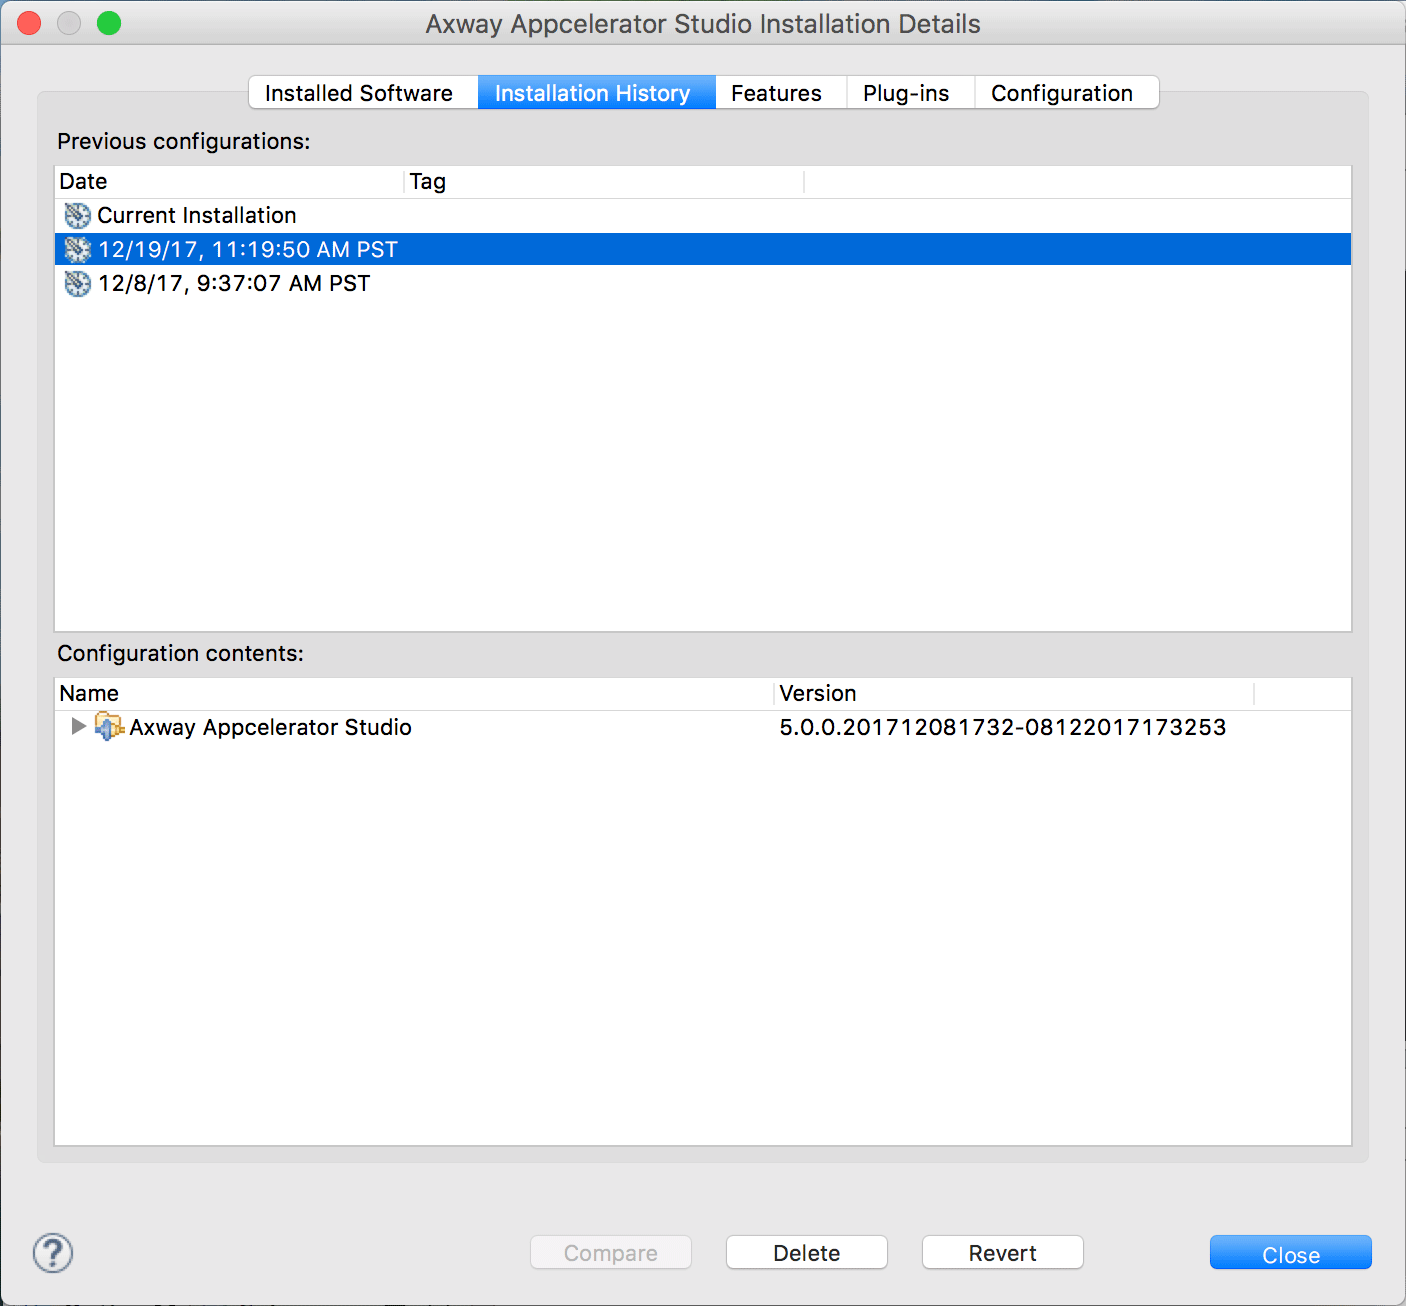 Axway Appcelerator Studio Installation Details
Installed Software Installation History Features Plug-ins Configuration
Previous configurations:
Date Tag
Current Installation
12/19/17, 11:19:50 AM PST
12/8/17, 9:37:07 AM PST
Configuration contents:
Name Version
Axway Appcelerator Studio 5.0.0.201712081732-08122017173253
? Compare Delete Revert Close